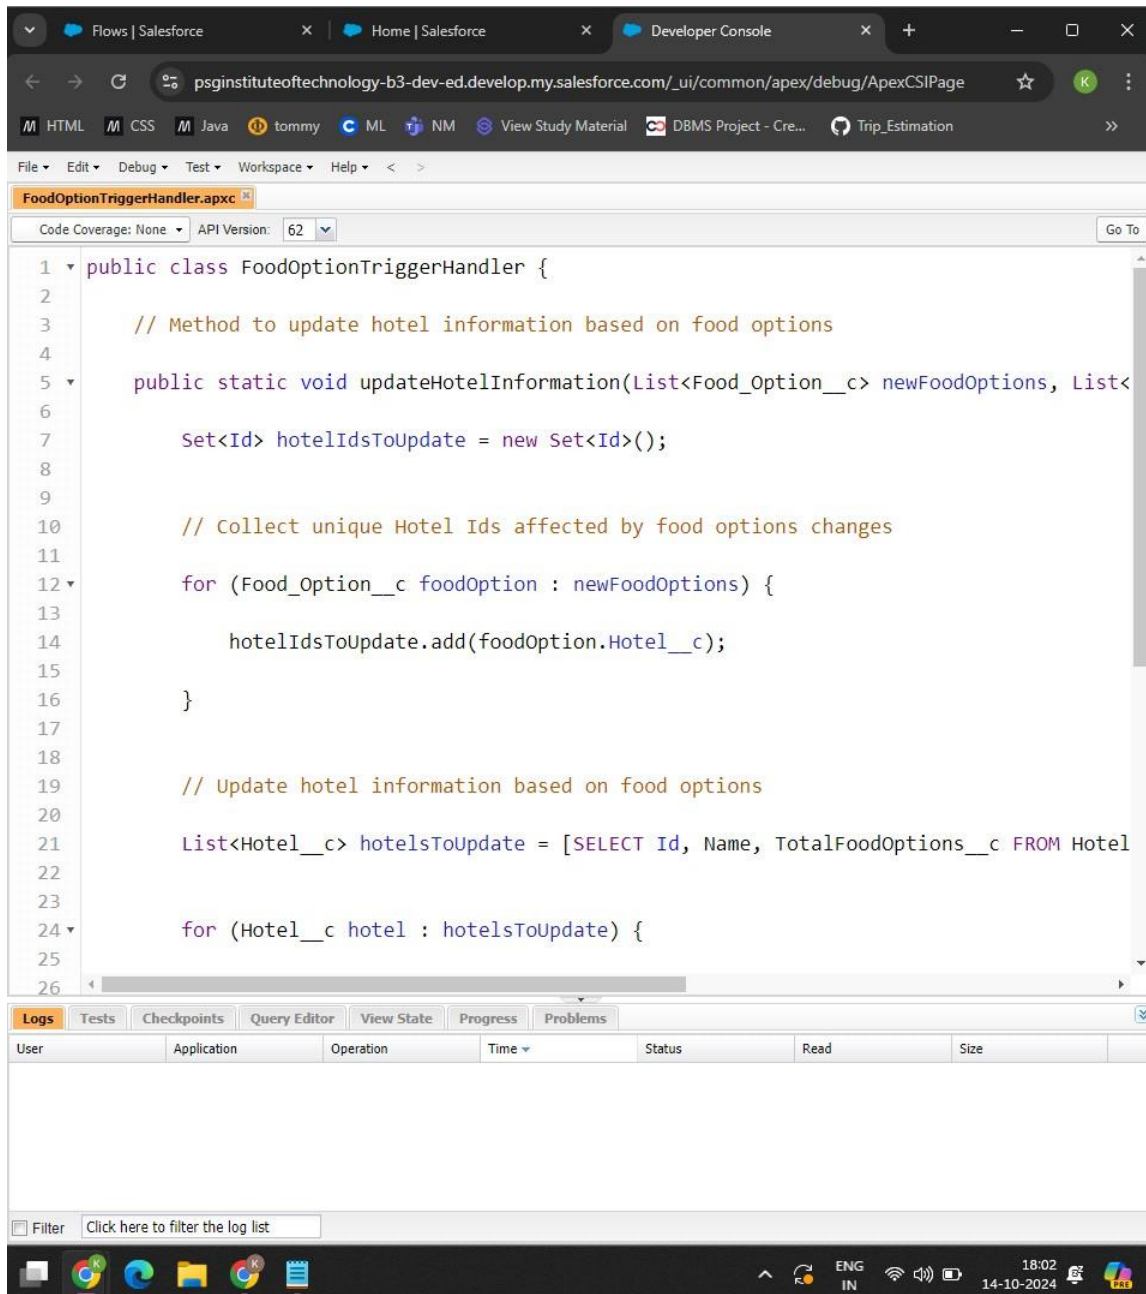 Flows | Salesforce
Home | Salesforce
Developer Console
psginstituteoftechnology-b3-dev-ed.develop.my.salesforce.com/_ui/common/apex/debug/ApexCSIPage
K
HTML CSS Java tommy ML NM View Study Material DBMS Project - Cre... Trip_Estimation »
File Edit Debug Test Workspace Help < >
FoodOptionTriggerHandler.apxc
Code Coverage: None API Version: 62 Go To
1 public class FoodOptionTriggerHandler {
2
3 // Method to update hotel information based on food options
4
5 public static void updateHotelInformation(List<Food_Option__c> newFoodOptions, List<
6
7 Set<Id> hotelIdsToUpdate = new Set<Id>();
8
9
10 // Collect unique Hotel Ids affected by food options changes
11
12 for (Food_Option__c foodOption : newFoodOptions) {
13
14 hotelIdsToUpdate.add(foodOption.Hotel__c);
15
16 }
17
18
19 // Update hotel information based on food options
20
21 List<Hotel__c> hotelsToUpdate = [SELECT Id, Name, TotalFoodOptions__c FROM Hotel
22
23
24 for (Hotel__c hotel : hotelsToUpdate) {
25
26
Logs Tests Checkpoints Query Editor View State Progress Problems
User Application Operation Time Status Read Size
Filter Click here to filter the log list
ENG 18:02
IN 14-10-2024
PRE